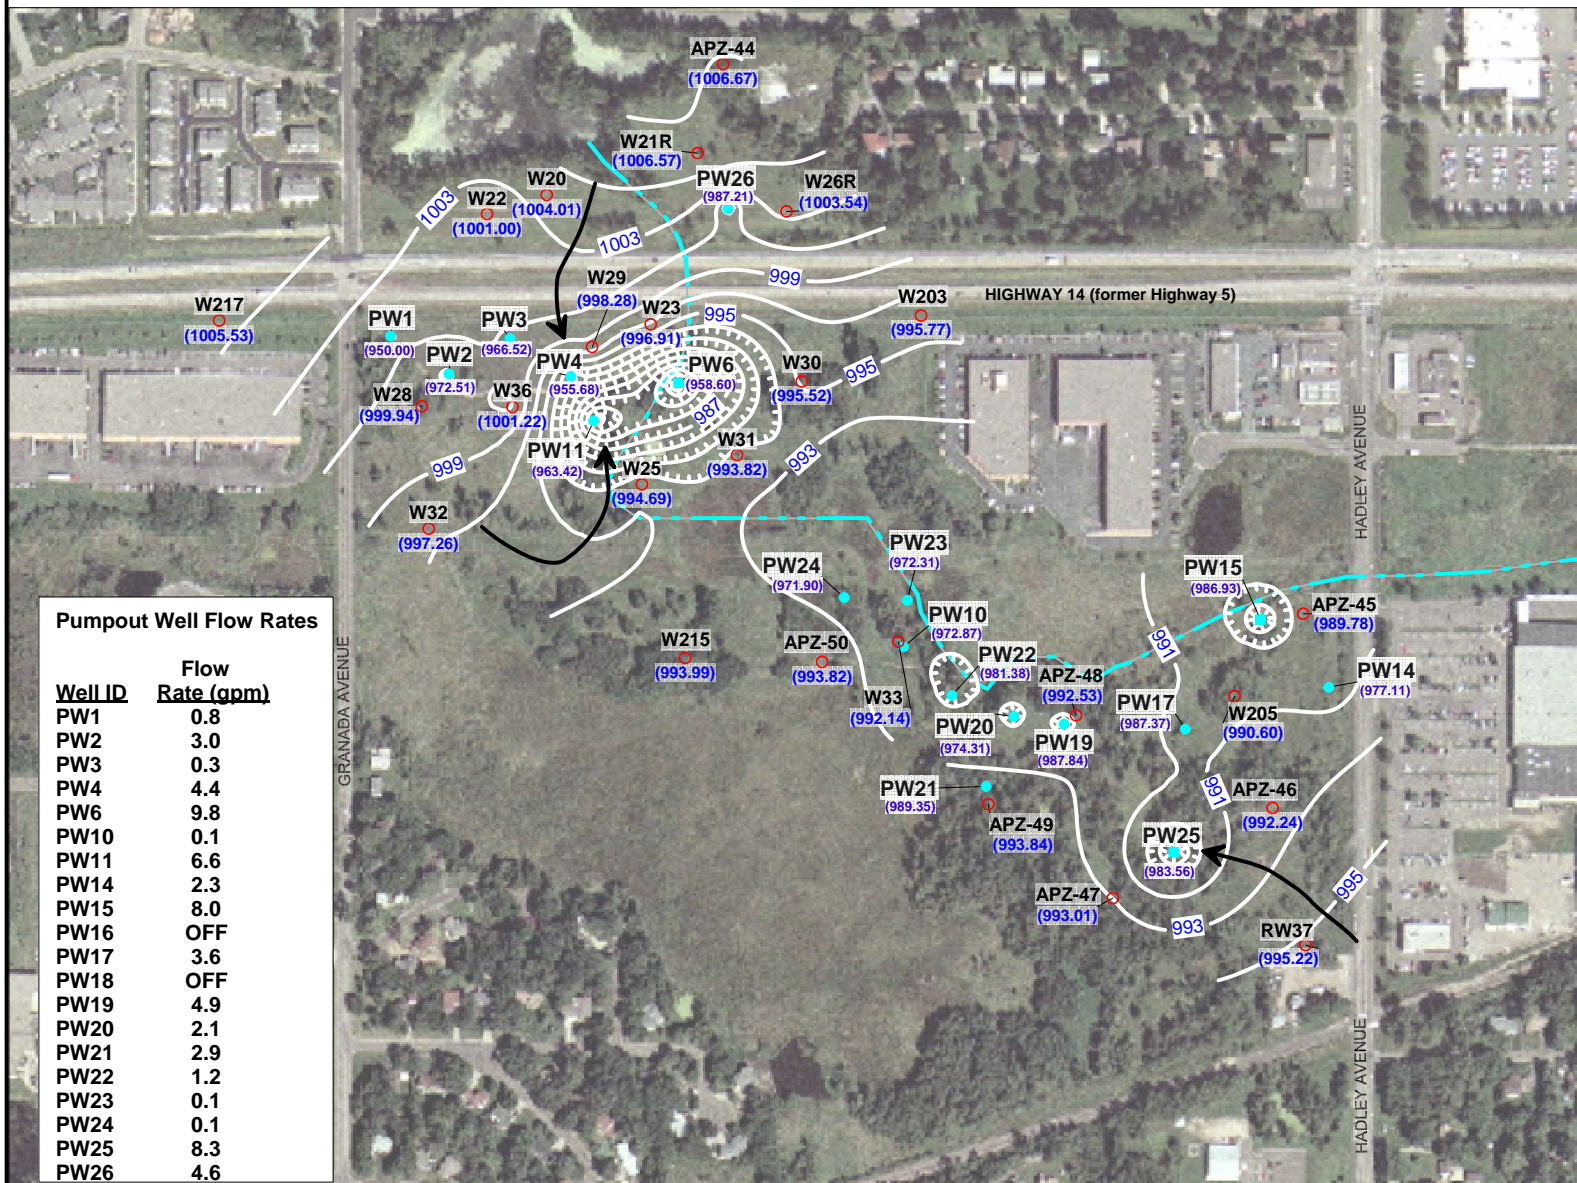 APZ-44
(1006.67)
W21R
(1006.57)
PW26
(987.21)
W26R
(1003.54)
W20
(1004.01)
W22
(1001.00)
1003
1003
999
W217
(1005.53)
W29
(998.28)
W23
(996.91)
995
W203
(995.77)
HIGHWAY 14 (former Highway 5)
PW1
(950.00)
PW3
(966.52)
PW2
(972.51)
PW4
(955.68)
PW6
(958.60)
W30
(995.52)
995
W28
(999.94)
W36
(1001.22)
987
PW11
(963.42)
W31
(993.82)
993
999
W25
(994.69)
W32
(997.26)
HADLEY AVENUE
PW23
(972.31)
PW24
(971.90)
PW15
(986.93)
APZ-45
(989.78)
PW10
(972.87)
991
W215
(993.99)
APZ-50
(993.82)
PW22
(981.38)
APZ-48
(992.53)
PW14
(977.11)
W33
(992.14)
PW17
(987.37)
W205
(990.60)
PW20
(974.31)
PW19
(987.84)
GRANADA AVENUE
PW21
(989.35)
991
APZ-46
(992.24)
APZ-49
(993.84)
PW25
(983.56)
APZ-47
(993.01)
993
995
RW37
(995.22)
HADLEY AVENUE
Pumpout Well Flow Rates
Flow
Well ID Rate (gpm)
PW1 0.8
PW2 3.0
PW3 0.3
PW4 4.4
PW6 9.8
PW10 0.1
PW11 6.6
PW14 2.3
PW15 8.0
PW16 OFF
PW17 3.6
PW18 OFF
PW19 4.9
PW20 2.1
PW21 2.9
PW22 1.2
PW23 0.1
PW24 0.1
PW25 8.3
PW26 4.6